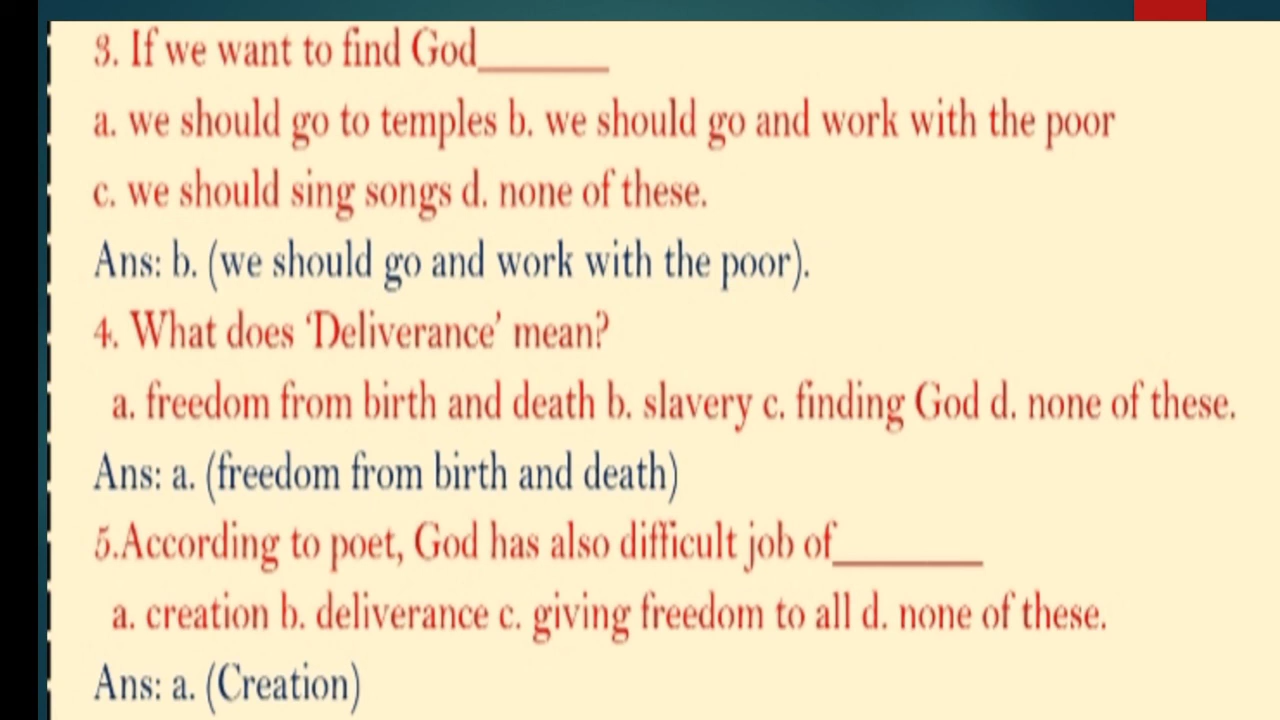 3. If we want to find God______
a. we should go to temples b. we should go and work with the poor
c. we should sing songs d. none of these.
Ans: b. (we should go and work with the poor).
4. What does ‘Deliverance’ mean?
a. freedom from birth and death b. slavery c. finding God d. none of these.
Ans: a. (freedom from birth and death)
5.According to poet, God has also difficult job of_______
a. creation b. deliverance c. giving freedom to all d. none of these.
Ans: a. (Creation)